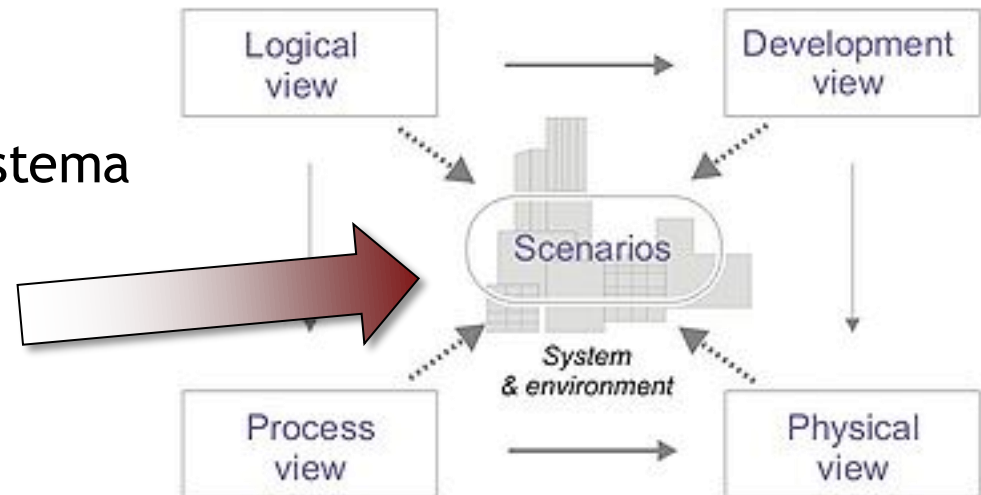 Logical
view
Development
view
stema
Scenarios
System
& environment
Process
view
Physical
view